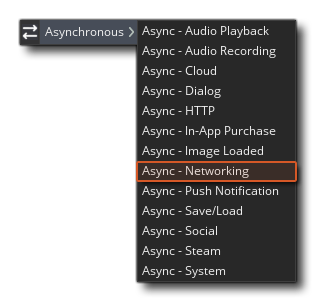 Asynchronous >
Async - Audio Playback
Async - Audio Recording
Async - Cloud
Async - Dialog
Async - HTTP
Async - In-App Purchase
Async - Image Loaded
Async - Networking
Async - Push Notification
Async - Save/Load
Async - Social
Async - Steam
Async - System